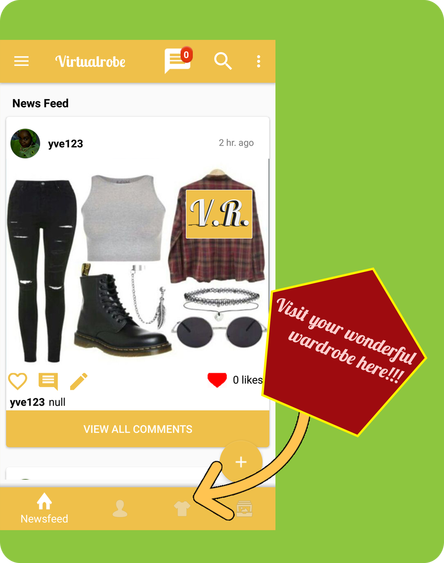 Virtualrobe
0
News Feed
yve123
2 hr. ago
V.R.
0 likes
yve123 null
VIEW ALL COMMENTS
+
Newsfeed
Visit your wonderful
wardrobe here!!!